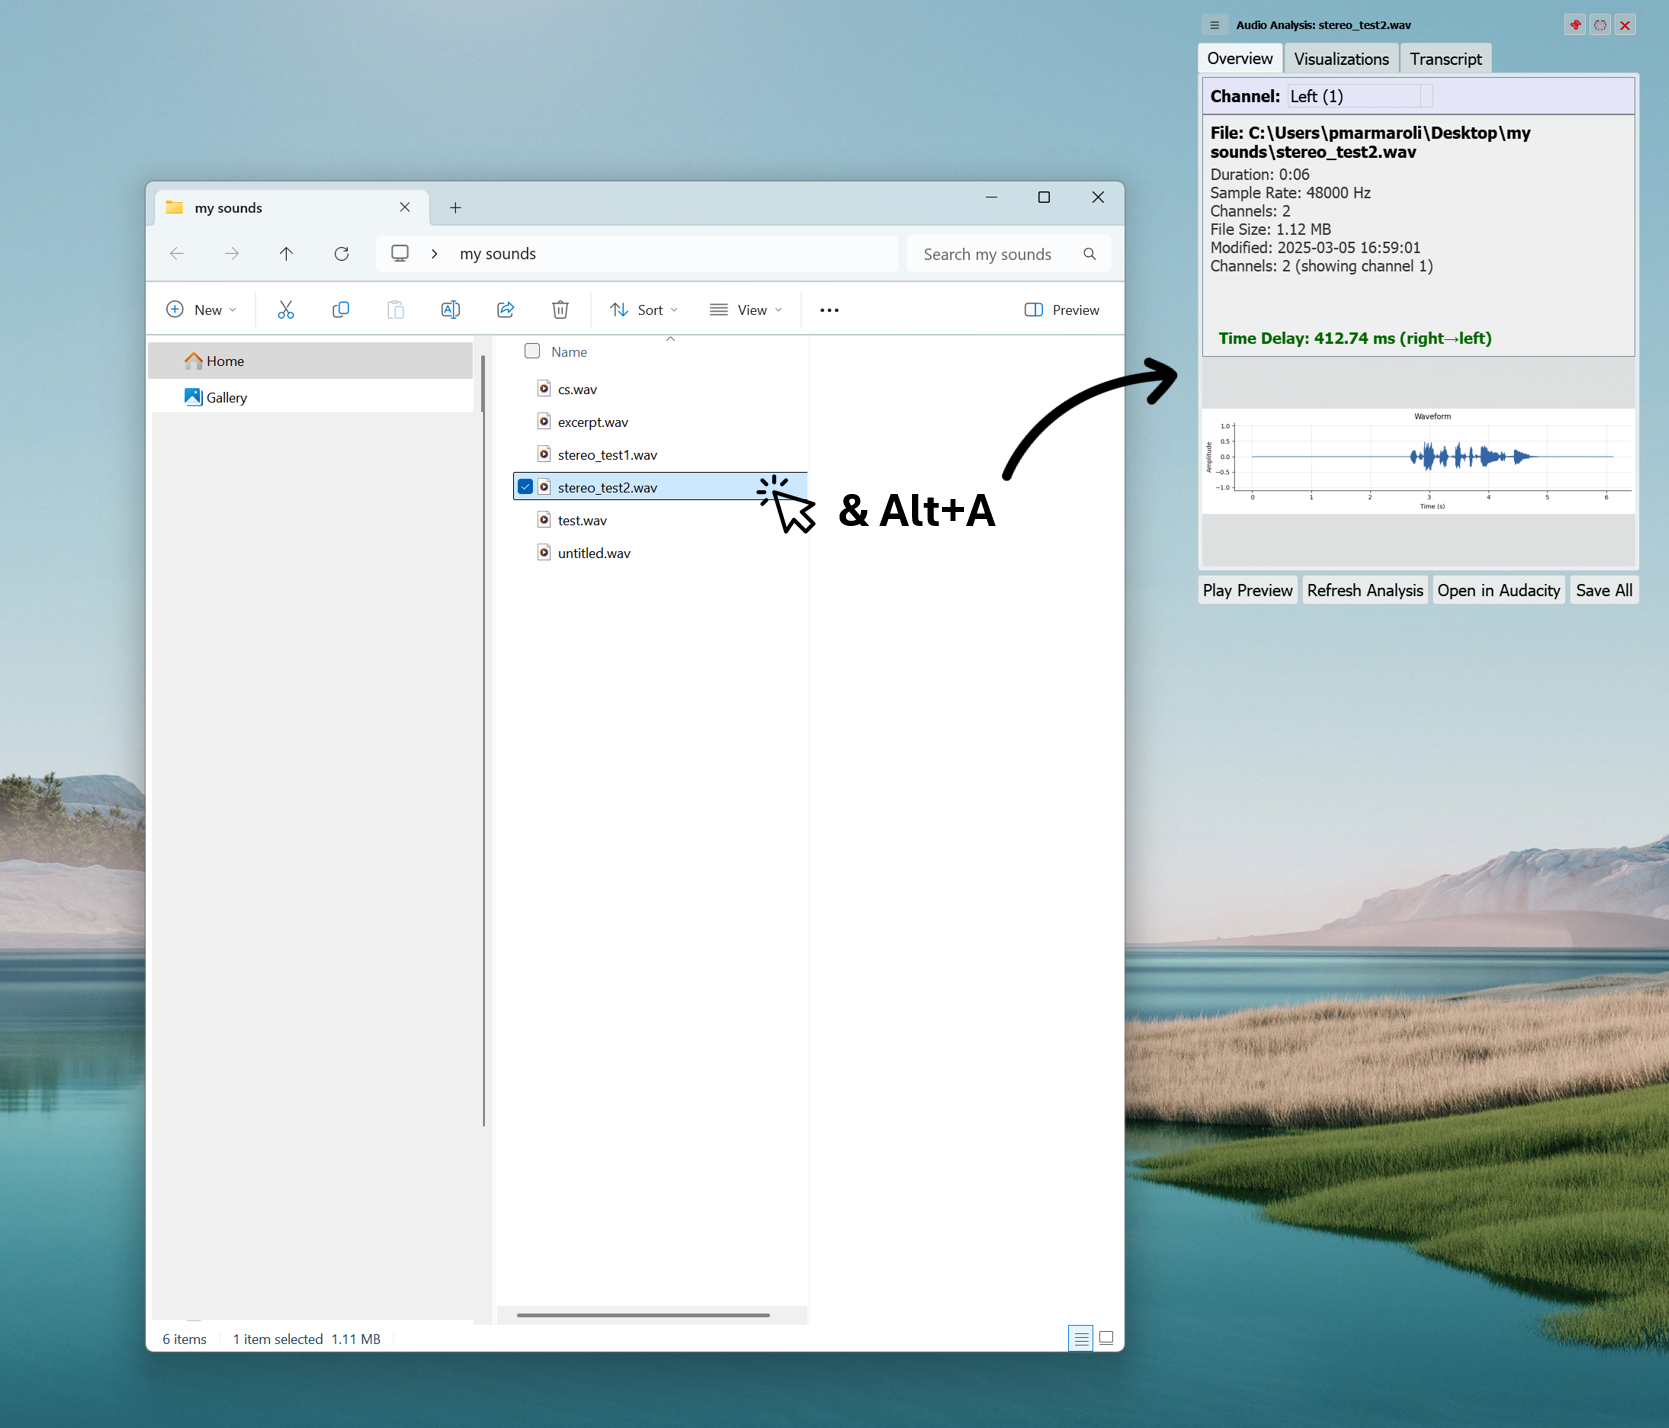 my sounds
my sounds
Search my sounds
New
Sort
View
Preview
Home
Gallery
Name
cs.wav
excerpt.wav
stereo_test1.wav
stereo_test2.wav
test.wav
untitled.wav
6 items
1 item selected 1.11 MB
& Alt+A
Audio Analysis: stereo_test2.wav
Overview
Visualizations
Transcript
Channel: Left (1)
File: C:\Users\pmarmaroli\Desktop\my
sounds\stereo_test2.wav
Duration: 0:06
Sample Rate: 48000 Hz
Channels: 2
File Size: 1.12 MB
Modified: 2025-03-05 16:59:01
Channels: 2 (showing channel 1)
Time Delay: 412.74 ms (right→left)
Waveform
Amplitude
1.0
0.5
0.0
−0.5
−1.0
0 1 2 3 4 5 6
Time (s)
Play Preview
Refresh Analysis
Open in Audacity
Save All